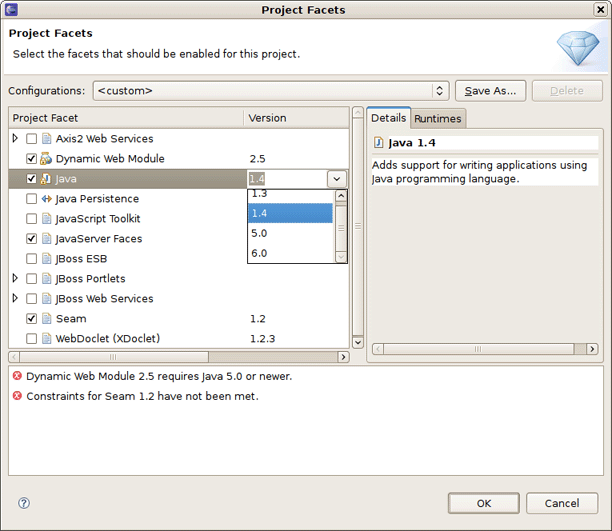 Project Facets
Project Facets
Select the facets that should be enabled for this project.
Configurations: <custom> Save As... Delete
Project Facet Version
Axis2 Web Services
Dynamic Web Module 2.5
Java 1.4
1.3
Java Persistence
1.4
JavaScript Toolkit
5.0
JavaServer Faces
6.0
JBoss ESB
JBoss Portlets
JBoss Web Services
Seam 1.2
WebDoclet (XDoclet) 1.2.3
Details Runtimes
Java 1.4
Adds support for writing applications using
Java programming language.
Dynamic Web Module 2.5 requires Java 5.0 or newer.
Constraints for Seam 1.2 have not been met.
?
OK Cancel